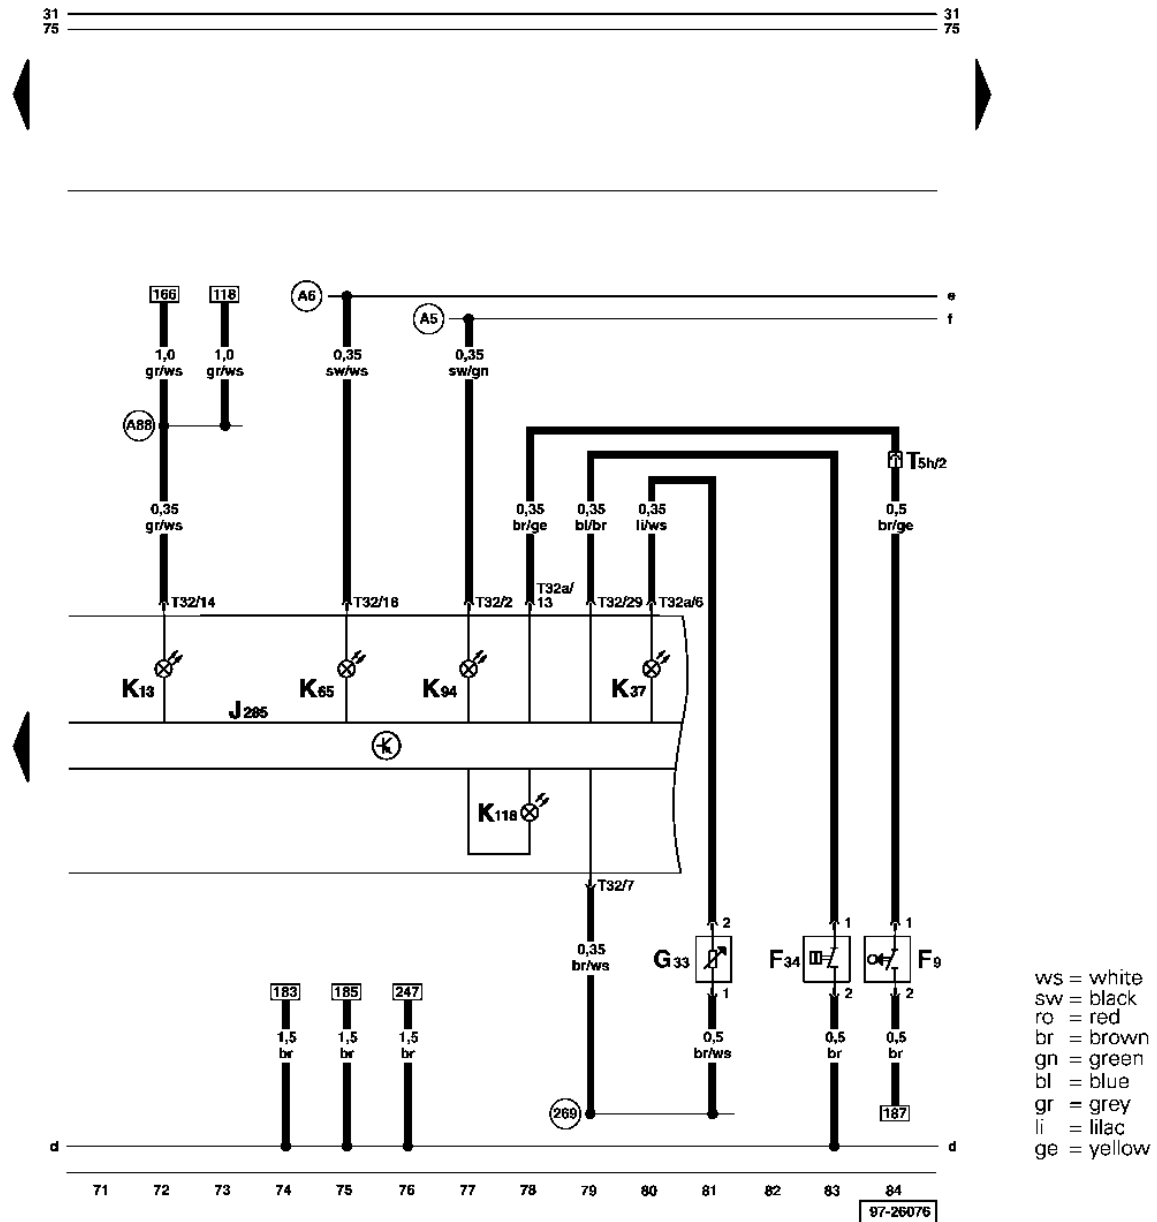 31 31
75 75
166 118 A6 e
A5 f
1,0 1,0 0,35 0,35
gr/ws gr/ws sw/ws sw/gn
A88
T5h/2
0,35 0,35 0,35 0,35 0,5
gr/ws br/ge bl/br li/ws br/ge
T32/14 T32/18 T32/2 T32a/13 T32/29 T32a/6
K13 K65 K94 K37
J285
K118
T32/7
2 1 1
0,35
br/ws
G33 F34 F9
1 2 2
183 185 247
1,5 1,5 1,5 0,5 0,5 0,5
br br br br/ws br br
269 187
d d
71 72 73 74 75 76 77 78 79 80 81 82 83 84
97-26076
ws = white
sw = black
ro = red
br = brown
gn = green
bl = blue
gr = grey
li = lilac
ge = yellow